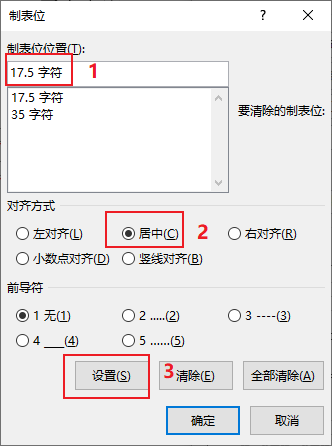 制表位
制表位位置(T):
17.5 字符 1
17.5 字符
35 字符
要清除的制表位:
对齐方式
左对齐(L) 居中(C) 2 右对齐(R)
小数点对齐(D) 竖线对齐(B)
前导符
1 无(1) 2 .....(2) 3 ----(3)
4 ___(4) 5 ......(5)
设置(S) 3 清除(E) 全部清除(A)
确定 取消